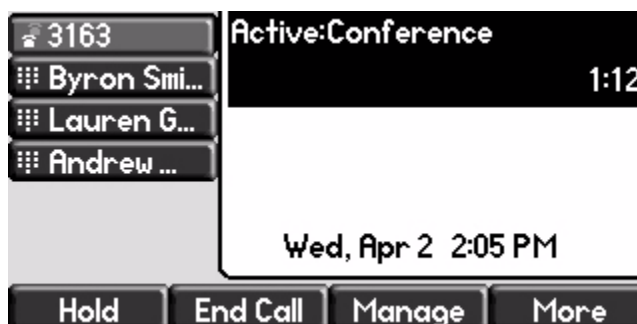 3163
Byron Smi...
Lauren G...
Andrew ...
Active:Conference
1:12
Wed, Apr 2 2:05 PM
Hold End Call Manage More